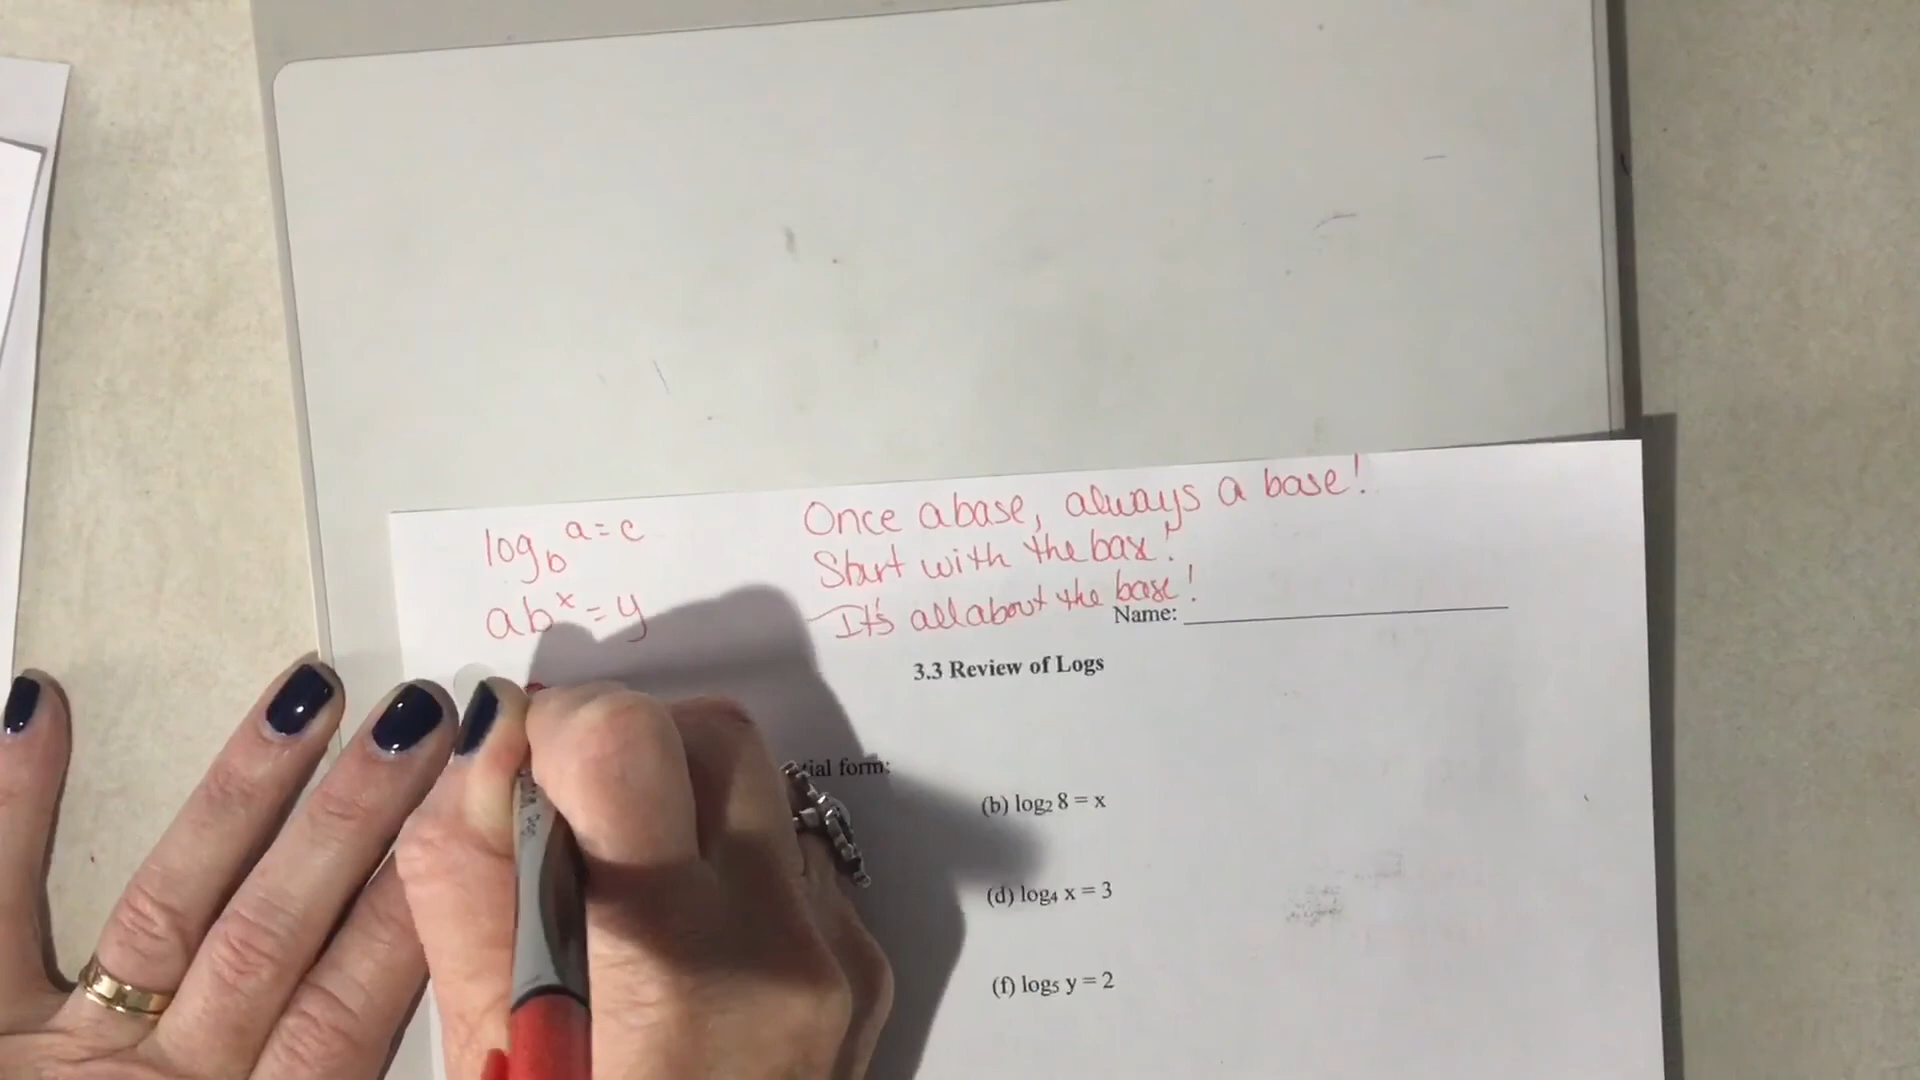 log_b a = c
ab^x = y
Once a base, always a base!
Start with the base!
It's all about the base!
Name:
3.3 Review of Logs
tial form:
(b) log₂ 8 = x
(d) log₄ x = 3
(f) log₅ y = 2